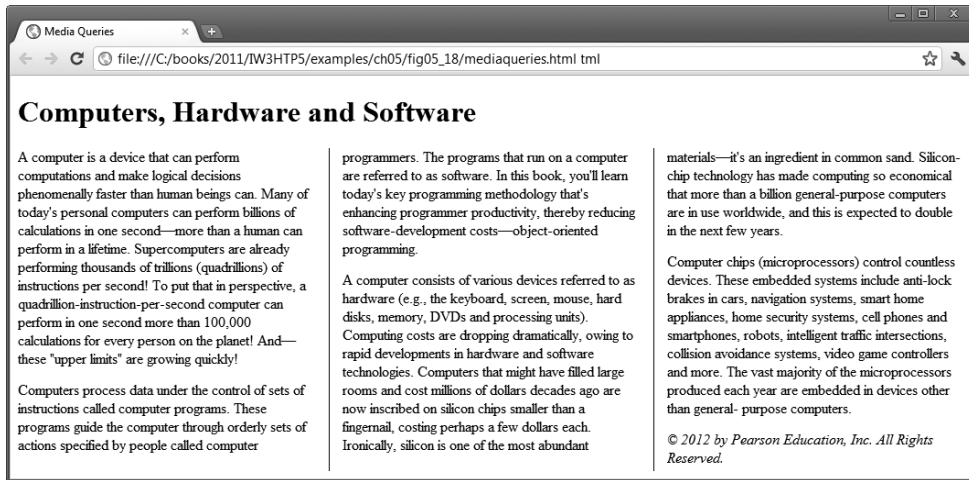 Media Queries
file:///C:/books/2011/IW3HTP5/examples/ch05/fig05_18/mediaqueries.html tml
Computers, Hardware and Software
A computer is a device that can perform
computations and make logical decisions
phenomenally faster than human beings can. Many of
today's personal computers can perform billions of
calculations in one second—more than a human can
perform in a lifetime. Supercomputers are already
performing thousands of trillions (quadrillions) of
instructions per second! To put that in perspective, a
quadrillion-instruction-per-second computer can
perform in one second more than 100,000
calculations for every person on the planet! And—
these "upper limits" are growing quickly!
Computers process data under the control of sets of
instructions called computer programs. These
programs guide the computer through orderly sets of
actions specified by people called computer
programmers. The programs that run on a computer
are referred to as software. In this book, you'll learn
today's key programming methodology that's
enhancing programmer productivity, thereby reducing
software-development costs—object-oriented
programming.
A computer consists of various devices referred to as
hardware (e.g., the keyboard, screen, mouse, hard
disks, memory, DVDs and processing units).
Computing costs are dropping dramatically, owing to
rapid developments in hardware and software
technologies. Computers that might have filled large
rooms and cost millions of dollars decades ago are
now inscribed on silicon chips smaller than a
fingernail, costing perhaps a few dollars each.
Ironically, silicon is one of the most abundant
materials—it's an ingredient in common sand. Silicon-
chip technology has made computing so economical
that more than a billion general-purpose computers
are in use worldwide, and this is expected to double
in the next few years.
Computer chips (microprocessors) control countless
devices. These embedded systems include anti-lock
brakes in cars, navigation systems, smart home
appliances, home security systems, cell phones and
smartphones, robots, intelligent traffic intersections,
collision avoidance systems, video game controllers
and more. The vast majority of the microprocessors
produced each year are embedded in devices other
than general- purpose computers.
© 2012 by Pearson Education, Inc. All Rights
Reserved.